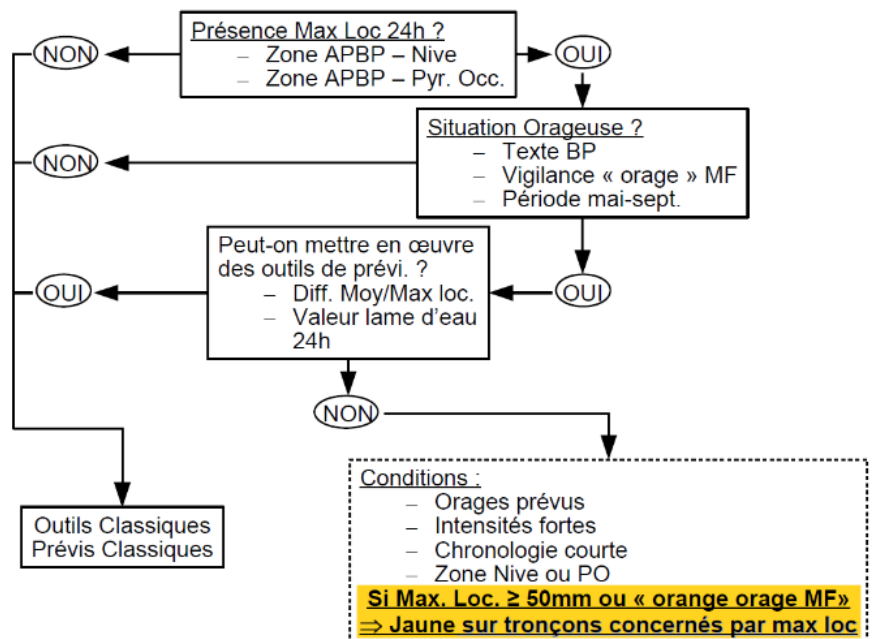 Présence Max Loc 24h ?
– Zone APBP – Nive
– Zone APBP – Pyr. Occ.
NON
OUI
Situation Orageuse ?
– Texte BP
– Vigilance « orage » MF
– Période mai-sept.
NON
Peut-on mettre en œuvre
des outils de prévi. ?
– Diff. Moy/Max loc.
– Valeur lame d’eau
24h
OUI
OUI
NON
Outils Classiques
Prévis Classiques
Conditions :
– Orages prévus
– Intensités fortes
– Chronologie courte
– Zone Nive ou PO
Si Max. Loc. ≥ 50mm ou « orange orage MF»
⇒ Jaune sur tronçons concernés par max loc